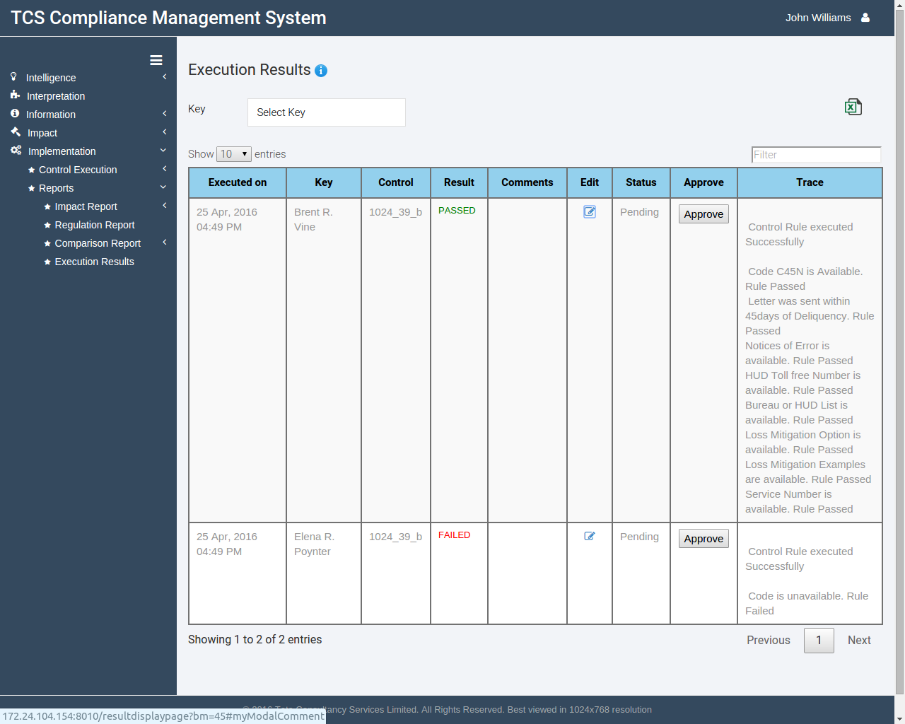 TCS Compliance Management System
John Williams
Intelligence
Interpretation
Information
Impact
Implementation
Control Execution
Reports
Impact Report
Regulation Report
Comparison Report
Execution Results
Execution Results
Key
Select Key
Show 10 entries
Filter
Executed on Key Control Result Comments Edit Status Approve Trace
25 Apr, 2016
04:49 PM
Brent R.
Vine
1024_39_b
PASSED
Pending
Approve
Control Rule executed
Successfully
Code C45N is Available.
Rule Passed
Letter was sent within
45days of Deliquency. Rule
Passed
Notices of Error is
available. Rule Passed
HUD Toll free Number is
available. Rule Passed
Bureau or HUD List is
available. Rule Passed
Loss Mitigation Option is
available. Rule Passed
Loss Mitigation Examples
are available. Rule Passed
Service Number is
available. Rule Passed
25 Apr, 2016
04:49 PM
Elena R.
Poynter
1024_39_b
FAILED
Pending
Approve
Control Rule executed
Successfully
Code is unavailable. Rule
Failed
Showing 1 to 2 of 2 entries
Previous 1 Next
Services Limited. All Rights Reserved. Best viewed in 1024x768 resolution
172.24.104.154:8010/resultdisplaypage?bm=45#myModalComment